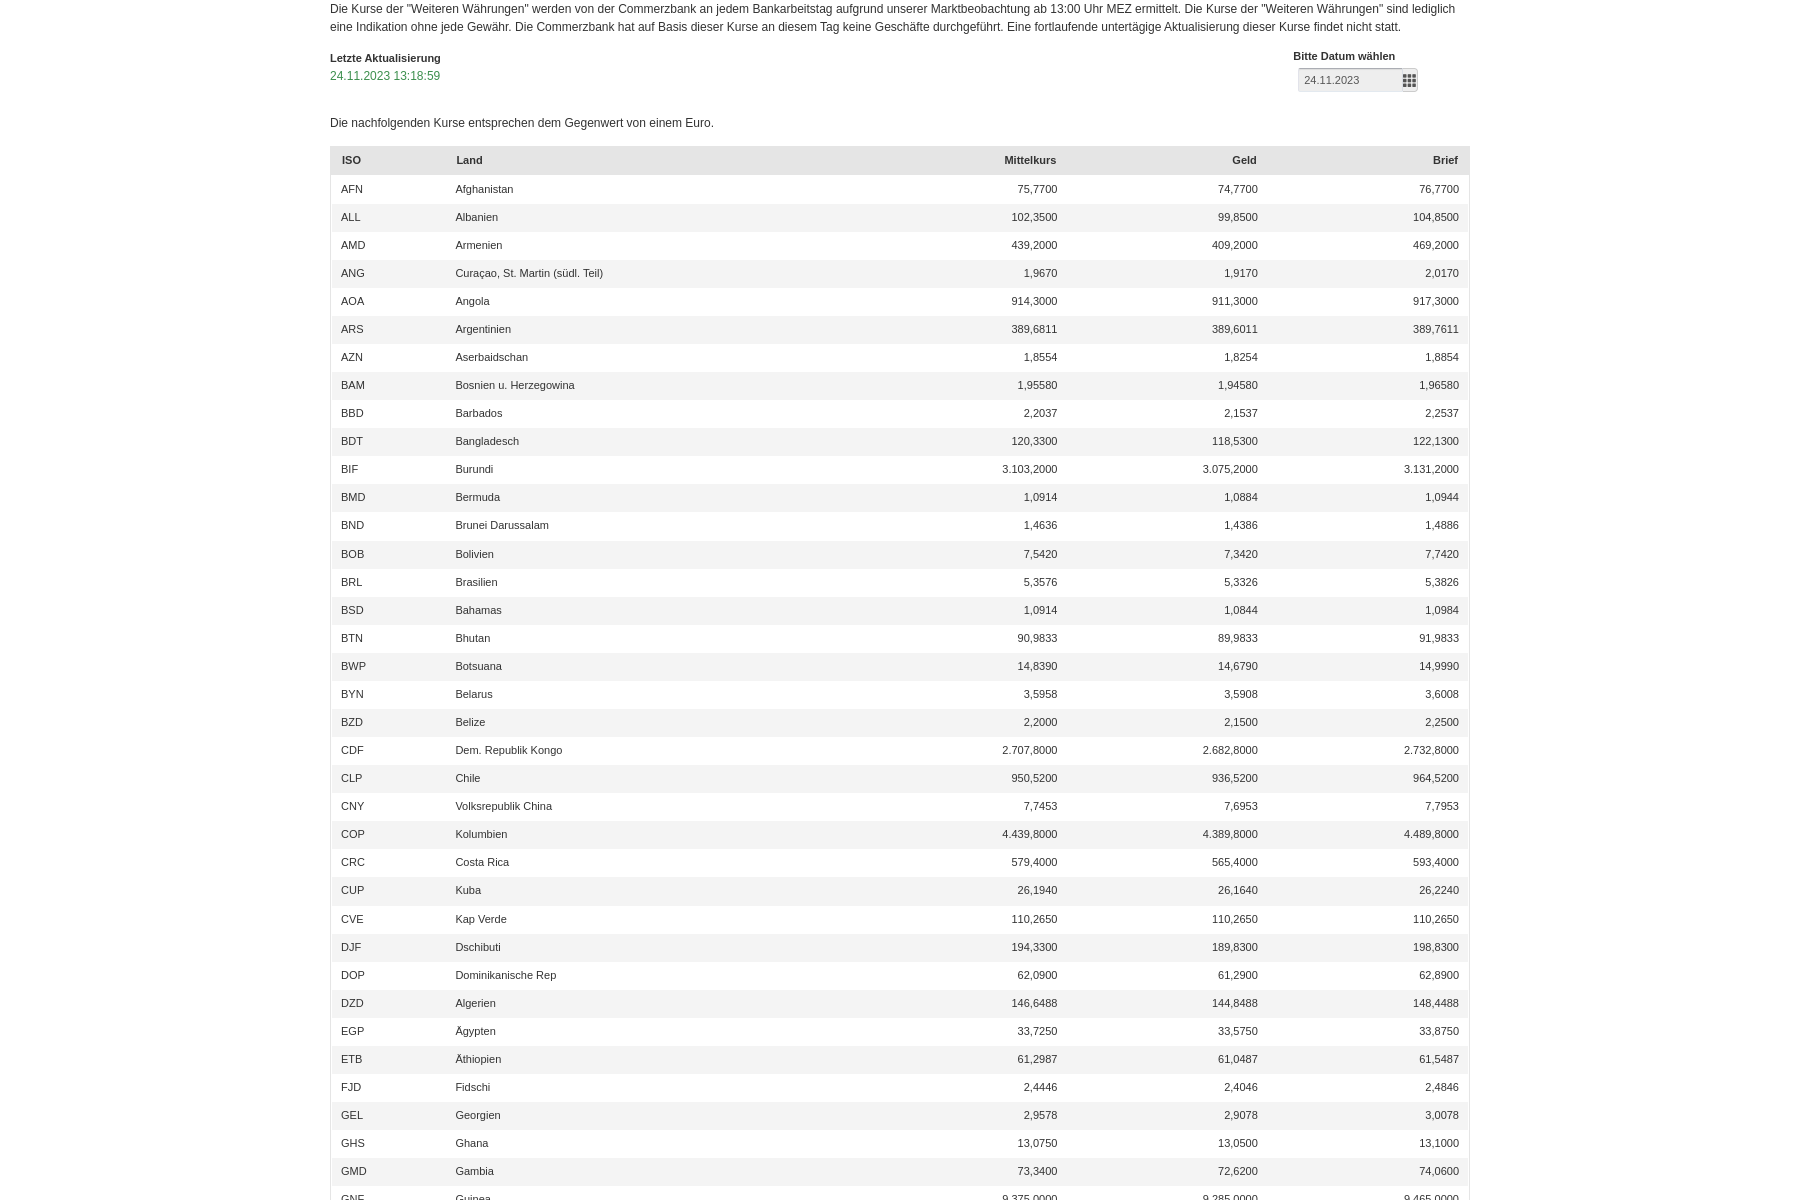 Die Kurse der "Weiteren Währungen" werden von der Commerzbank an jedem Bankarbeitstag aufgrund unserer Marktbeobachtung ab 13:00 Uhr MEZ ermittelt. Die Kurse der "Weiteren Währungen" sind lediglich
eine Indikation ohne jede Gewähr. Die Commerzbank hat auf Basis dieser Kurse an diesem Tag keine Geschäfte durchgeführt. Eine fortlaufende untertägige Aktualisierung dieser Kurse findet nicht statt.
Letzte Aktualisierung
24.11.2023 13:18:59
Bitte Datum wählen
24.11.2023
Die nachfolgenden Kurse entsprechen dem Gegenwert von einem Euro.
ISO Land Mittelkurs Geld Brief
AFN Afghanistan 75,7700 74,7700 76,7700
ALL Albanien 102,3500 99,8500 104,8500
AMD Armenien 439,2000 409,2000 469,2000
ANG Curaçao, St. Martin (südl. Teil) 1,9670 1,9170 2,0170
AOA Angola 914,3000 911,3000 917,3000
ARS Argentinien 389,6811 389,6011 389,7611
AZN Aserbaidschan 1,8554 1,8254 1,8854
BAM Bosnien u. Herzegowina 1,95580 1,94580 1,96580
BBD Barbados 2,2037 2,1537 2,2537
BDT Bangladesch 120,3300 118,5300 122,1300
BIF Burundi 3.103,2000 3.075,2000 3.131,2000
BMD Bermuda 1,0914 1,0884 1,0944
BND Brunei Darussalam 1,4636 1,4386 1,4886
BOB Bolivien 7,5420 7,3420 7,7420
BRL Brasilien 5,3576 5,3326 5,3826
BSD Bahamas 1,0914 1,0844 1,0984
BTN Bhutan 90,9833 89,9833 91,9833
BWP Botsuana 14,8390 14,6790 14,9990
BYN Belarus 3,5958 3,5908 3,6008
BZD Belize 2,2000 2,1500 2,2500
CDF Dem. Republik Kongo 2.707,8000 2.682,8000 2.732,8000
CLP Chile 950,5200 936,5200 964,5200
CNY Volksrepublik China 7,7453 7,6953 7,7953
COP Kolumbien 4.439,8000 4.389,8000 4.489,8000
CRC Costa Rica 579,4000 565,4000 593,4000
CUP Kuba 26,1940 26,1640 26,2240
CVE Kap Verde 110,2650 110,2650 110,2650
DJF Dschibuti 194,3300 189,8300 198,8300
DOP Dominikanische Rep 62,0900 61,2900 62,8900
DZD Algerien 146,6488 144,8488 148,4488
EGP Ägypten 33,7250 33,5750 33,8750
ETB Äthiopien 61,2987 61,0487 61,5487
FJD Fidschi 2,4446 2,4046 2,4846
GEL Georgien 2,9578 2,9078 3,0078
GHS Ghana 13,0750 13,0500 13,1000
GMD Gambia 73,3400 72,6200 74,0600
GNF Guinea 9.375,0000 9.285,0000 9.465,0000